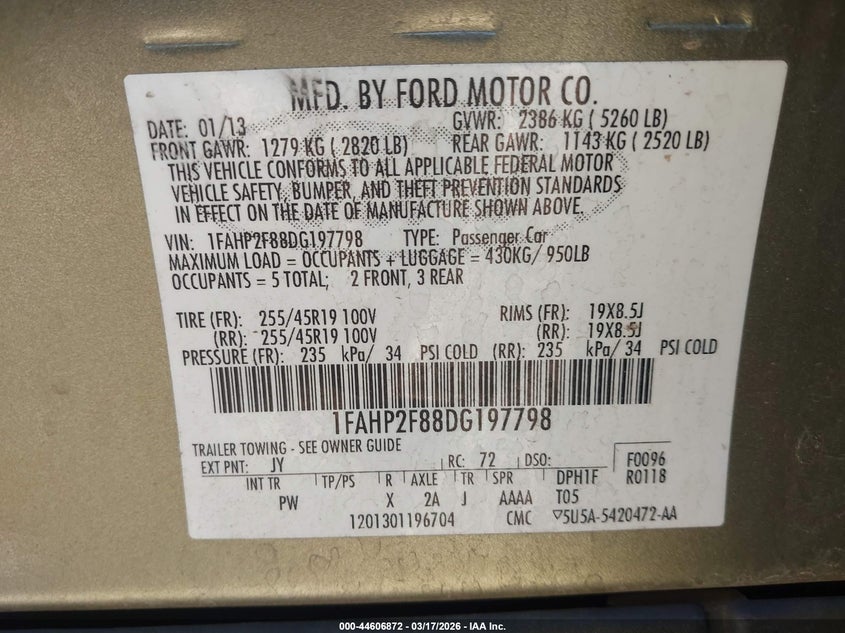 MFD. BY FORD MOTOR CO.
DATE: 01/13 GVWR: 2386 KG ( 5260 LB)
FRONT GAWR: 1279 KG ( 2820 LB) REAR GAWR: 1143 KG ( 2520 LB)
THIS VEHICLE CONFORMS TO ALL APPLICABLE FEDERAL MOTOR
VEHICLE SAFETY, BUMPER, AND THEFT PREVENTION STANDARDS
IN EFFECT ON THE DATE OF MANUFACTURE SHOWN ABOVE.
VIN: 1FAHP2F88DG197798 TYPE: Passenger Car
MAXIMUM LOAD = OCCUPANTS + LUGGAGE = 430KG/ 950LB
OCCUPANTS = 5 TOTAL; 2 FRONT, 3 REAR
TIRE (FR): 255/45R19 100V RIMS (FR): 19X8.5J
(RR): 255/45R19 100V (RR): 19X8.5J
PRESSURE (FR): 235 kPa/ 34 PSI COLD (RR): 235 kPa/ 34 PSI COLD
1FAHP2F88DG197798
TRAILER TOWING - SEE OWNER GUIDE
EXT PNT: JY RC: 72 DSO: F0096
INT TR TP/PS R AXLE TR SPR DPH1F R0118
PW X 2A J AAAA T05
1201301196704 CMC ▽5U5A-5420472-AA
000-44606872 - 03/17/2026 - IAA Inc.